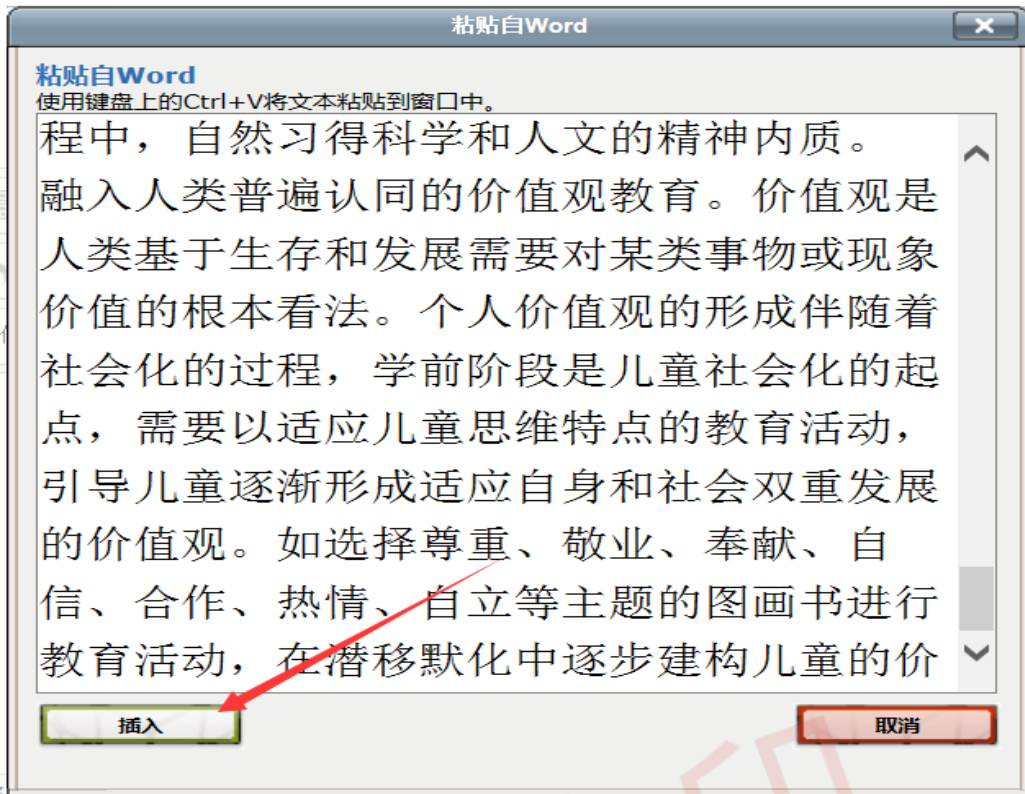 粘贴自Word
粘贴自Word
使用键盘上的Ctrl+V将文本粘贴到窗口中。
程中，自然习得科学和人文的精神内质。
融入人类普遍认同的价值观教育。价值观是
人类基于生存和发展需要对某类事物或现象
价值的根本看法。个人价值观的形成伴随着
社会化的过程，学前阶段是儿童社会化的起
点，需要以适应儿童思维特点的教育活动，
引导儿童逐渐形成适应自身和社会双重发展
的价值观。如选择尊重、敬业、奉献、自
信、合作、热情、自立等主题的图画书进行
教育活动，在潜移默化中逐步建构儿童的价
插入
取消